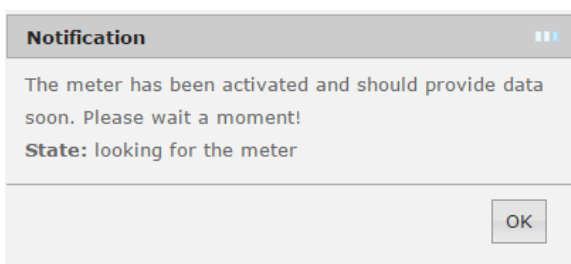 Notification
The meter has been activated and should provide data
soon. Please wait a moment!
State: looking for the meter
OK